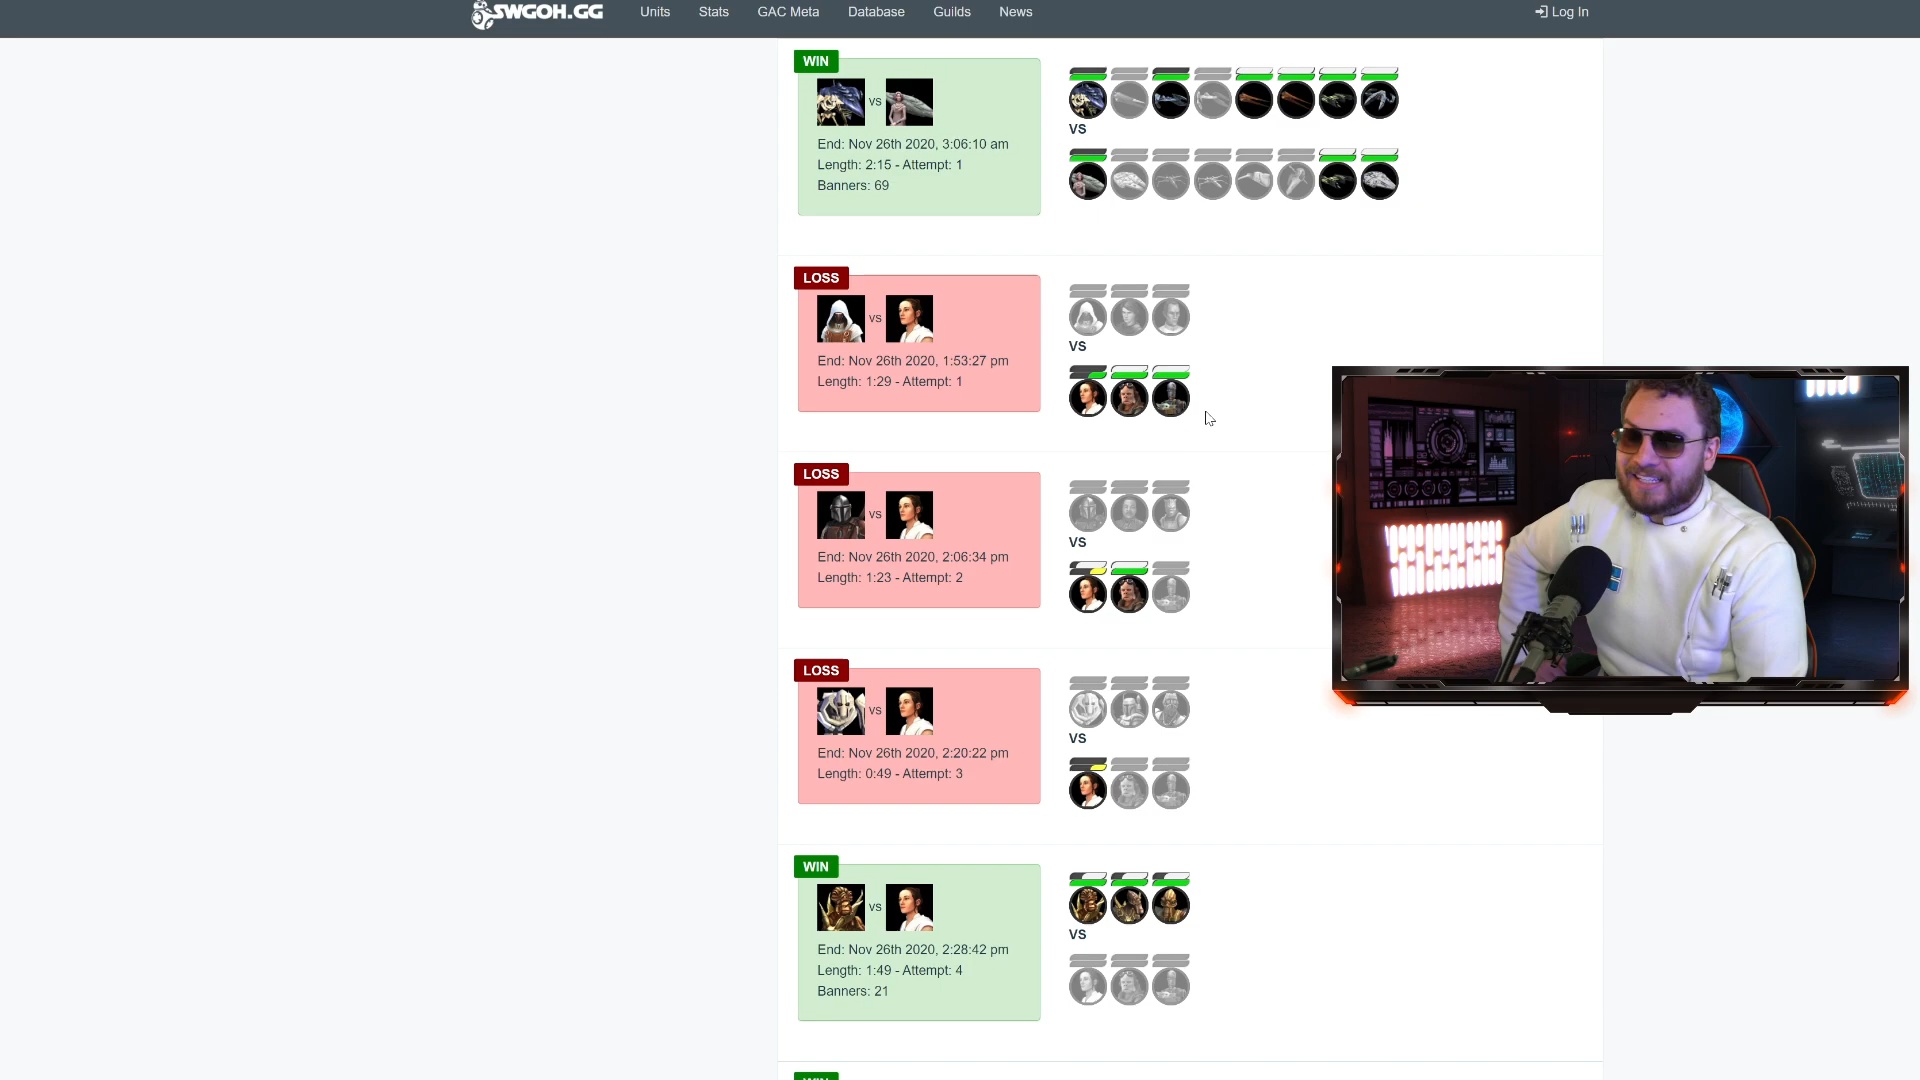 SWGOH.GG Units Stats GAC Meta Database Guilds News Log In
WIN
vs
End: Nov 26th 2020, 3:06:10 am
Length: 2:15 - Attempt: 1
Banners: 69
VS
LOSS
vs
End: Nov 26th 2020, 1:53:27 pm
Length: 1:29 - Attempt: 1
VS
LOSS
vs
End: Nov 26th 2020, 2:06:34 pm
Length: 1:23 - Attempt: 2
VS
LOSS
vs
End: Nov 26th 2020, 2:20:22 pm
Length: 0:49 - Attempt: 3
VS
WIN
vs
End: Nov 26th 2020, 2:28:42 pm
Length: 1:49 - Attempt: 4
Banners: 21
VS